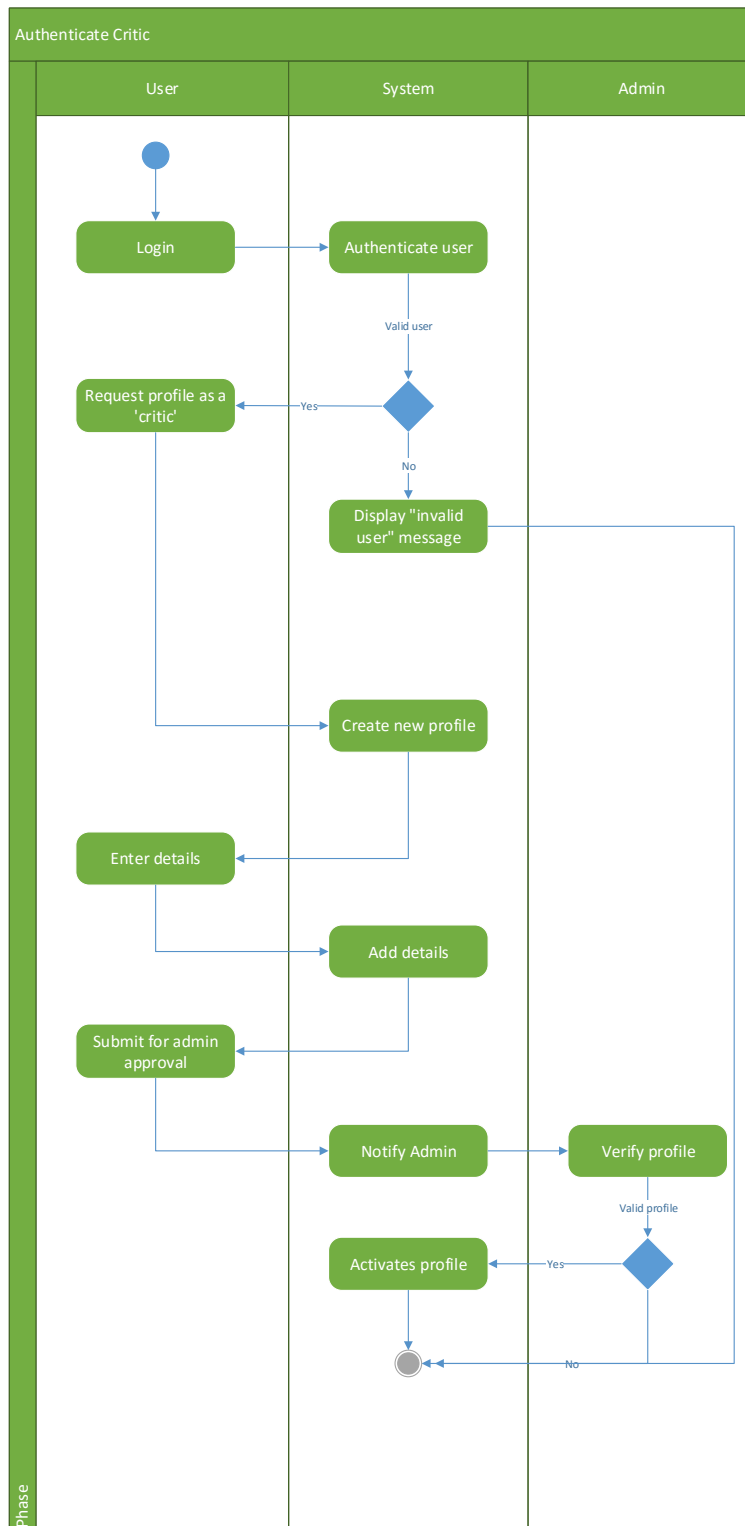 Authenticate Critic
User
System
Admin
Login
Authenticate user
Valid user
Request profile as a
'critic'
Yes
No
Display "invalid
user" message
Create new profile
Enter details
Add details
Submit for admin
approval
Notify Admin
Verify profile
Valid profile
Activates profile
Yes
No
Phase